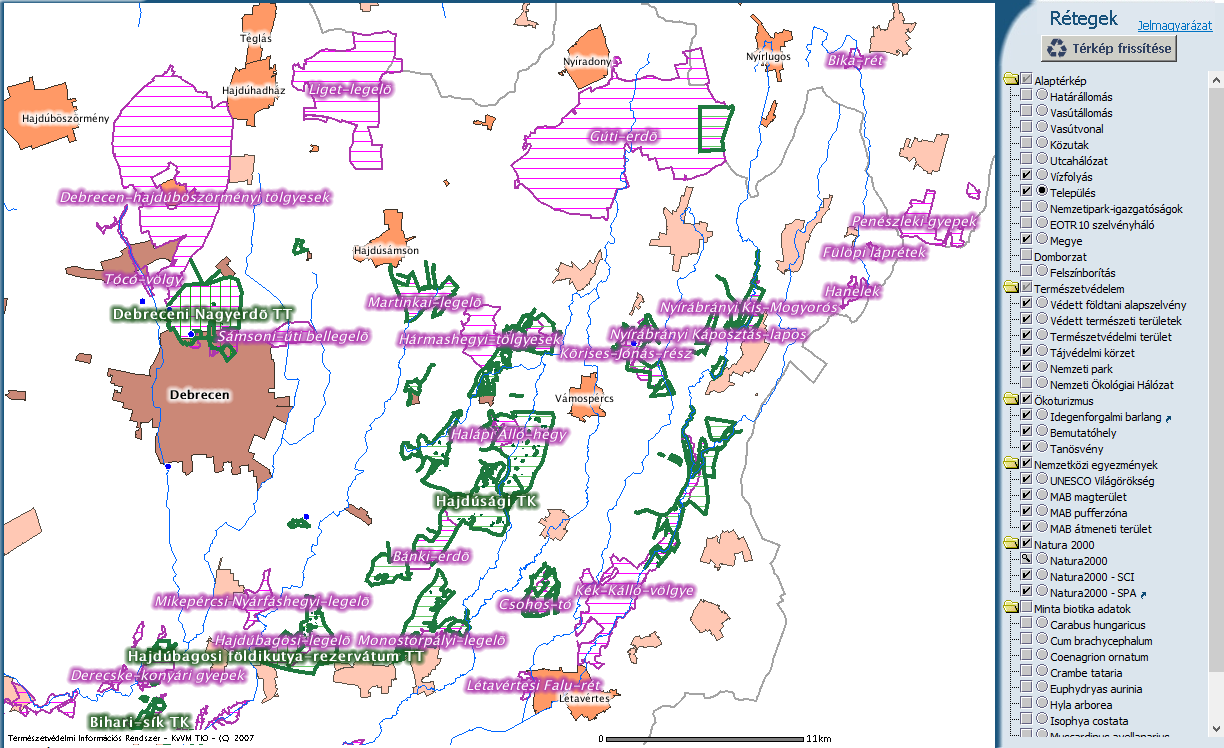 Téglás
Hajdúhadház
Hajdúböszörmény
Liget-legelő
Nyíradony
Nyírlugos
Bika-rét
Gúti-erdő
Debrecen-hajdúböszörményi tölgyesek
Penészleki gyepek
Hajdúsámson
Fülöpi láprétek
Tócó-völgy
Hanelek
Martinkai-legelő
Nyírábrányi Kis-Mogyorós
Debreceni Nagyerdő TT
Sámsoni-úti bellegelő
Hármashegyi-tölgyesek
Nyírábrányi Káposztás-lapos
Kőrises-Jónás-rész
Debrecen
Vámospércs
Halápi Álló-hegy
Hajdúsági TK
Bánki-erdő
Kék-Kálló-völgye
Mikepércsi Nyárfáshegyi-legelő
Csohos-tó
Hajdúbagosi-legelő
Monostorpályi-legelő
Hajdúbagosi földikutya-rezervátum TT
Derecske-konyári gyepek
Létavértesi Falu-rét
Létavértes
Bihari-sík TK
Természetvédelmi Információs Rendszer - KvVM TIO - (C) 2007
0 11km
Rétegek
Jelmagyarázat
Térkép frissítése
Alaptérkép
Határállomás
Vasútállomás
Vasútvonal
Közutak
Utcahálózat
Vízfolyás
Település
Nemzetipark-igazgatóságok
EOTR10 szelvényháló
Megye
Domborzat
Felszínborítás
Természetvédelem
Védett földtani alapszelvény
Védett természeti területek
Természetvédelmi terület
Tájvédelmi körzet
Nemzeti park
Nemzeti Ökológiai Hálózat
Ökoturizmus
Idegenforgalmi barlang
Bemutatóhely
Tanösvény
Nemzetközi egyezmények
UNESCO Világörökség
MAB magterület
MAB pufferzóna
MAB átmeneti terület
Natura 2000
Natura2000
Natura2000 - SCI
Natura2000 - SPA
Minta biotika adatok
Carabus hungaricus
Cum brachycephalum
Coenagrion ornatum
Crambe tataria
Euphydryas aurinia
Hyla arborea
Isophya costata
Muscardinus avellanarius